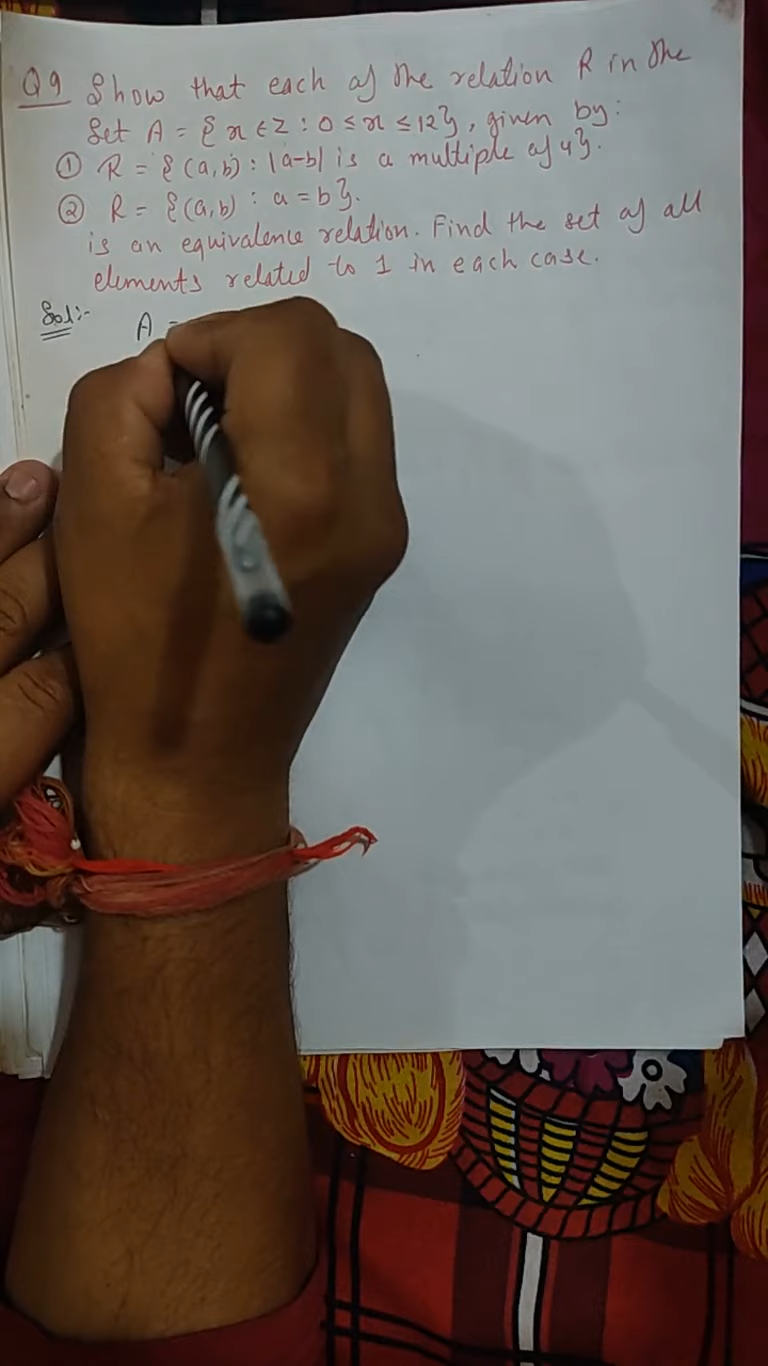 Q9 Show that each of the relation R in the
Set A = { x ∈ Z : 0 ≤ x ≤ 12}, given by:
① R = { (a,b) : |a-b| is a multiple of 4}.
② R = {(a,b) : a = b}.
is an equivalence relation. Find the set of all
elements related to 1 in each case.
Sol:- A =